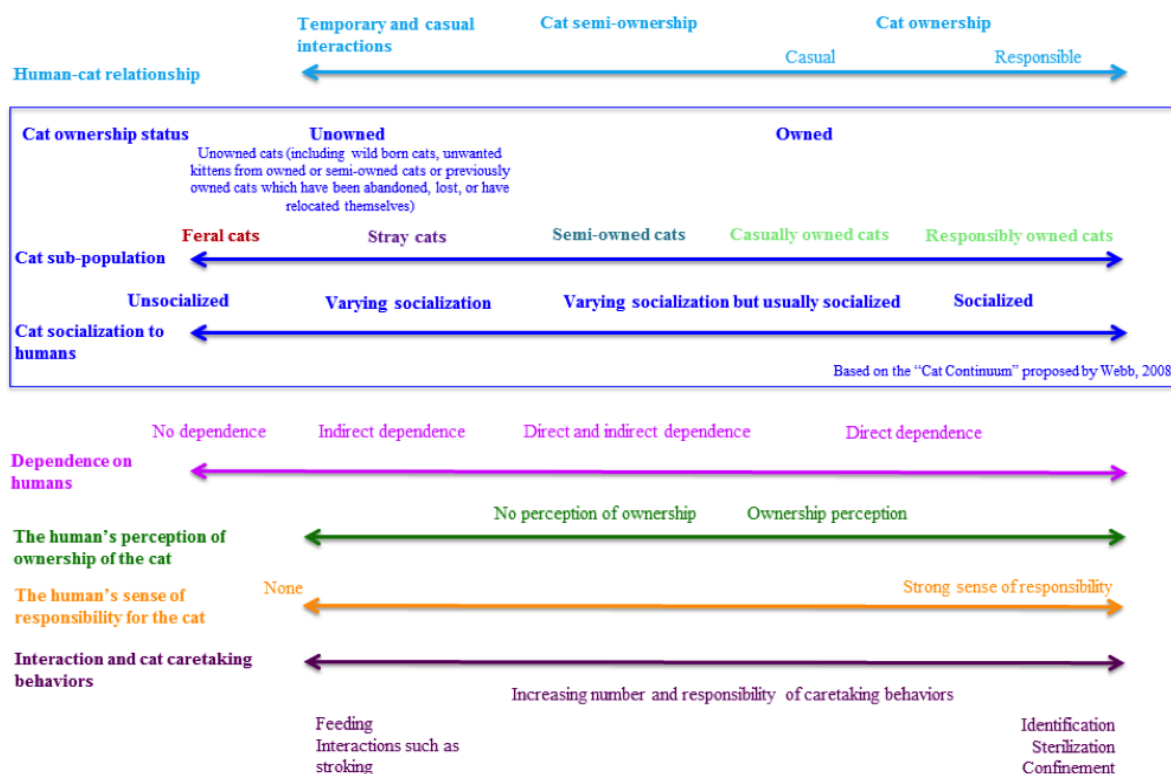 Temporary and casual
interactions
Cat semi-ownership
Cat ownership
Casual
Responsible
Human-cat relationship
Cat ownership status
Unowned
Owned
Unowned cats (including wild born cats, unwanted
kittens from owned or semi-owned cats or previously
owned cats which have been abandoned, lost, or have
relocated themselves)
Feral cats
Stray cats
Semi-owned cats
Casually owned cats
Responsibly owned cats
Cat sub-population
Unsocialized
Varying socialization
Varying socialization but usually socialized
Socialized
Cat socialization to
humans
Based on the “Cat Continuum” proposed by Webb, 2008
No dependence
Indirect dependence
Direct and indirect dependence
Direct dependence
Dependence on
humans
No perception of ownership
Ownership perception
The human's perception of
ownership of the cat
None
Strong sense of responsibility
The human's sense of
responsibility for the cat
Interaction and cat caretaking
behaviors
Increasing number and responsibility of caretaking behaviors
Feeding
Interactions such as
stroking
Identification
Sterilization
Confinement